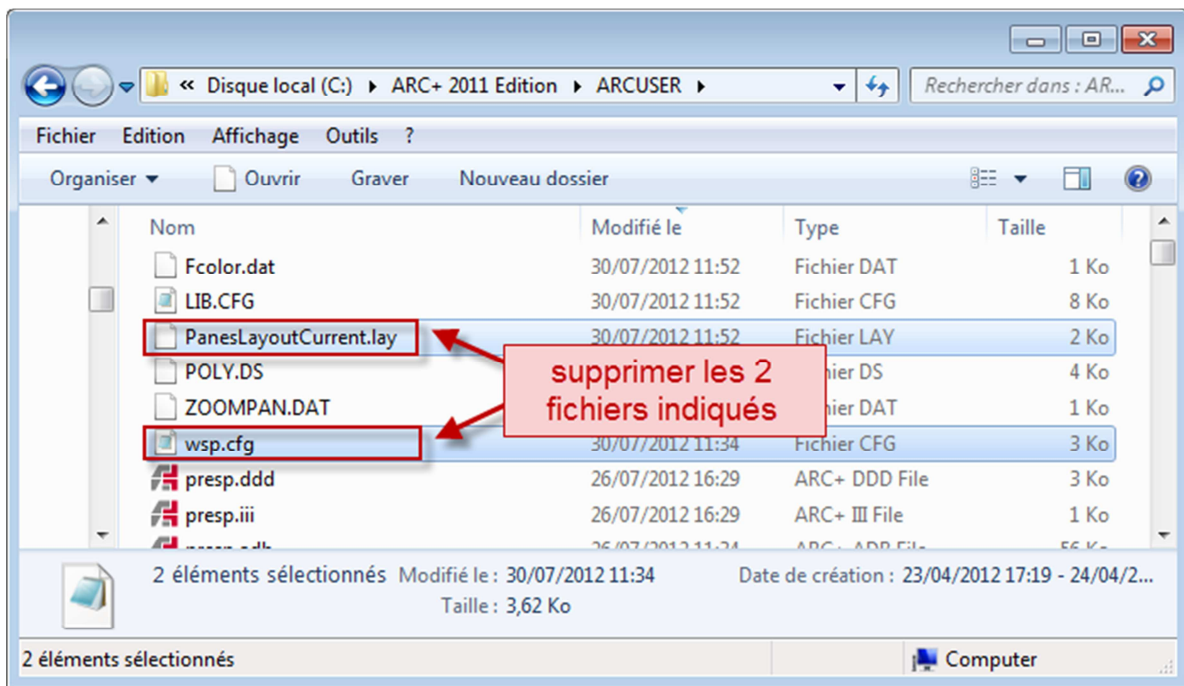 « Disque local (C:) ▸ ARC+ 2011 Edition ▸ ARCUSER ▸ Rechercher dans : AR...
Fichier Edition Affichage Outils ?
Organiser Ouvrir Graver Nouveau dossier
Nom Modifié le Type Taille
Fcolor.dat 30/07/2012 11:52 Fichier DAT 1 Ko
LIB.CFG 30/07/2012 11:52 Fichier CFG 8 Ko
PanesLayoutCurrent.lay 30/07/2012 11:52 Fichier LAY 2 Ko
POLY.DS hier DS 4 Ko
ZOOMPAN.DAT hier DAT 1 Ko
supprimer les 2
fichiers indiqués
wsp.cfg 30/07/2012 11:34 Fichier CFG 3 Ko
presp.ddd 26/07/2012 16:29 ARC+ DDD File 3 Ko
presp.iii 26/07/2012 16:29 ARC+ III File 1 Ko
2 éléments sélectionnés Modifié le : 30/07/2012 11:34 Date de création : 23/04/2012 17:19 - 24/04/2...
Taille : 3,62 Ko
2 éléments sélectionnés Computer